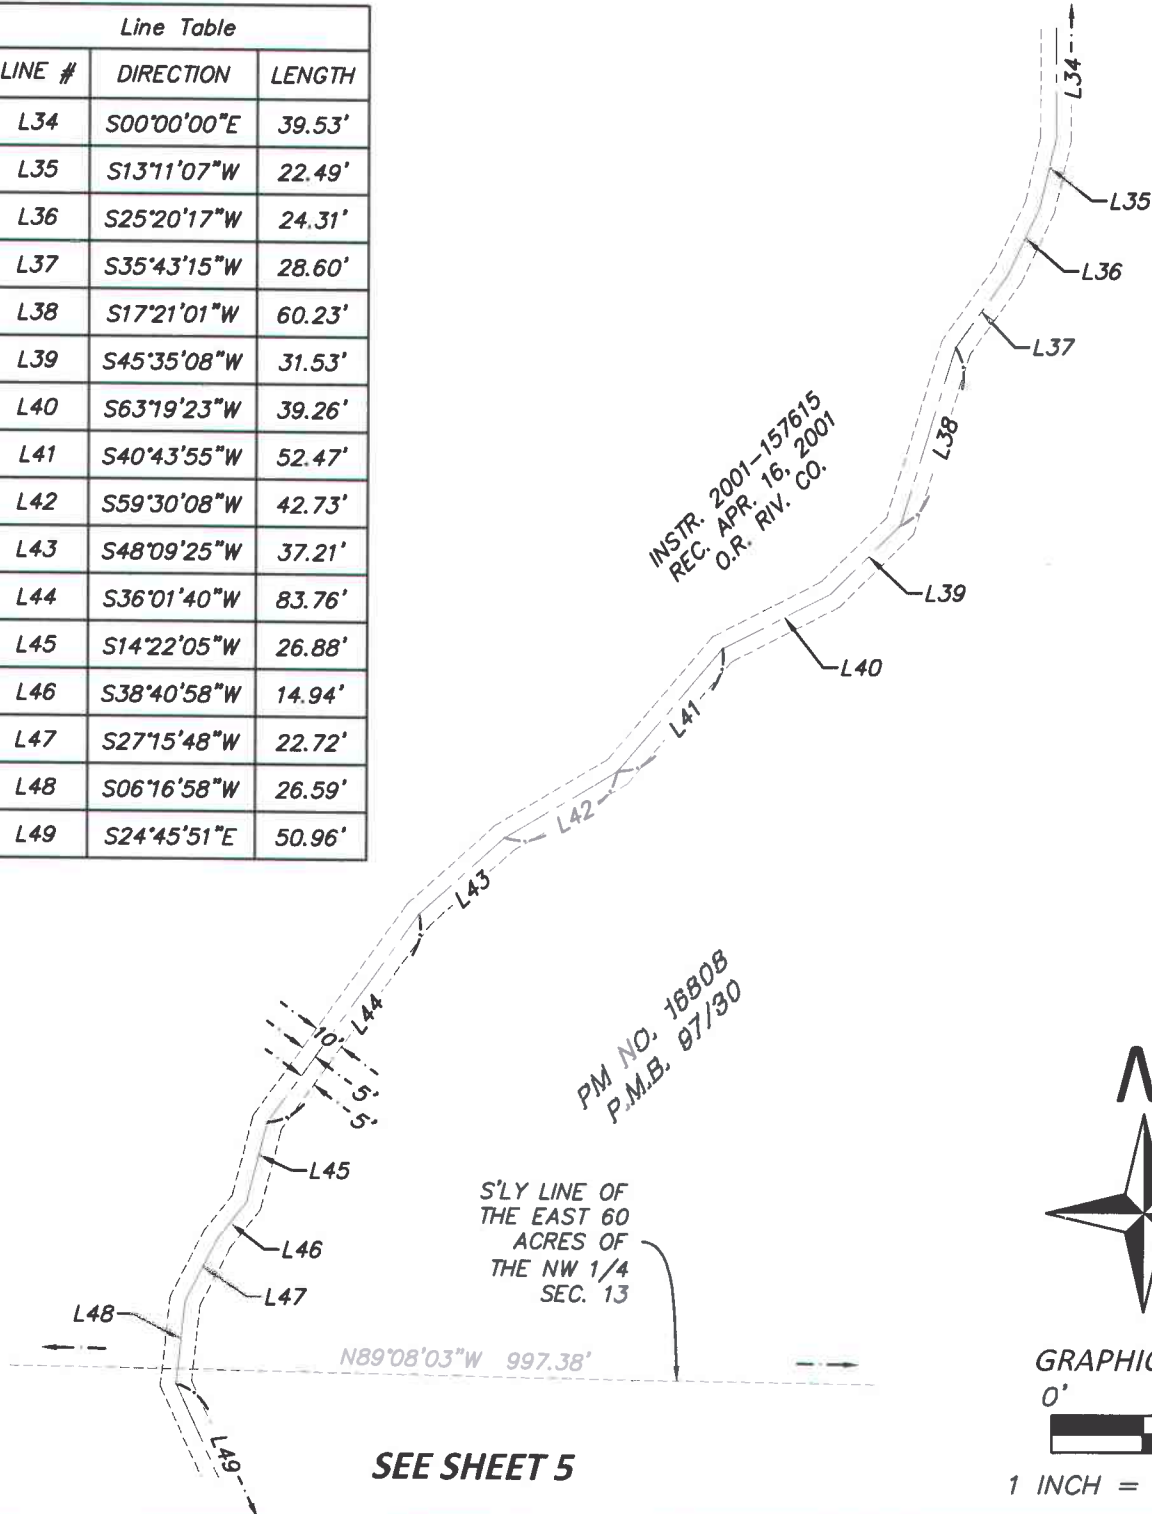 Line Table
LINE # DIRECTION LENGTH
L34 S00°00'00"E 39.53'
L35 S13°11'07"W 22.49'
L36 S25°20'17"W 24.31'
L37 S35°43'15"W 28.60'
L38 S17°21'01"W 60.23'
L39 S45°35'08"W 31.53'
L40 S63°19'23"W 39.26'
L41 S40°43'55"W 52.47'
L42 S59°30'08"W 42.73'
L43 S48°09'25"W 37.21'
L44 S36°01'40"W 83.76'
L45 S14°22'05"W 26.88'
L46 S38°40'58"W 14.94'
L47 S27°15'48"W 22.72'
L48 S06°16'58"W 26.59'
L49 S24°45'51"E 50.96'
L34
L35
L36
L37
L38
INSTR. 2001-157615
REC. APR. 16, 2001
O.R. RIV. CO.
L39
L40
L41
L42
L43
L44
10'
5'
5'
PM NO. 16808
P.M.B. 97/30
L45
L46
L47
L48
S'LY LINE OF
THE EAST 60
ACRES OF
THE NW 1/4
SEC. 13
N89°08'03"W 997.38'
L49
SEE SHEET 5
GRAPHIC
0'
1 INCH =